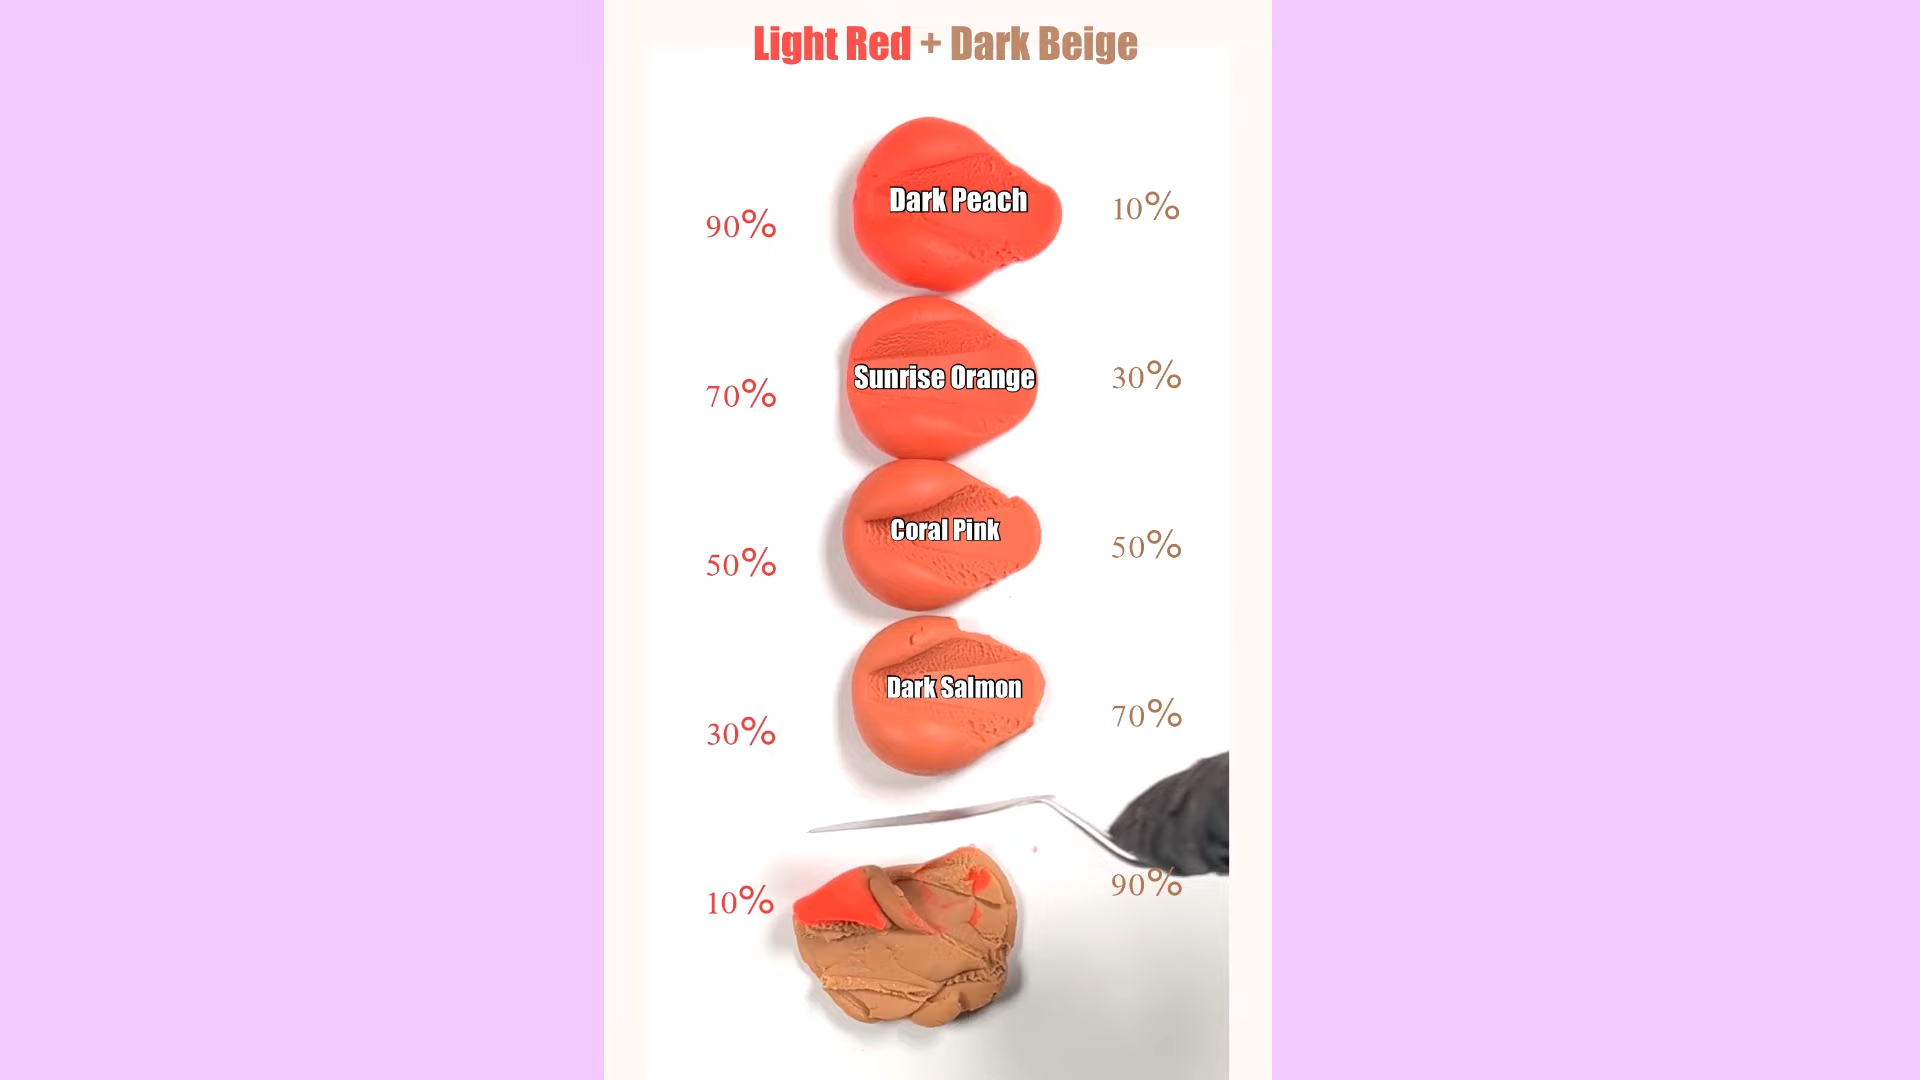 Light Red + Dark Beige
Dark Peach
90%
10%
Sunrise Orange
70%
30%
Coral Pink
50%
50%
Dark Salmon
30%
70%
10%
90%